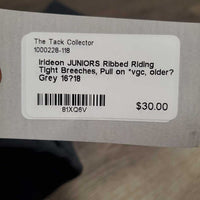 The Tack Collector
1000228-118
Irideon JUNIORS Ribbed Riding
Tight Breeches, Pull on *vgc, older?
Grey 16?18
81XQ6V
$30.00